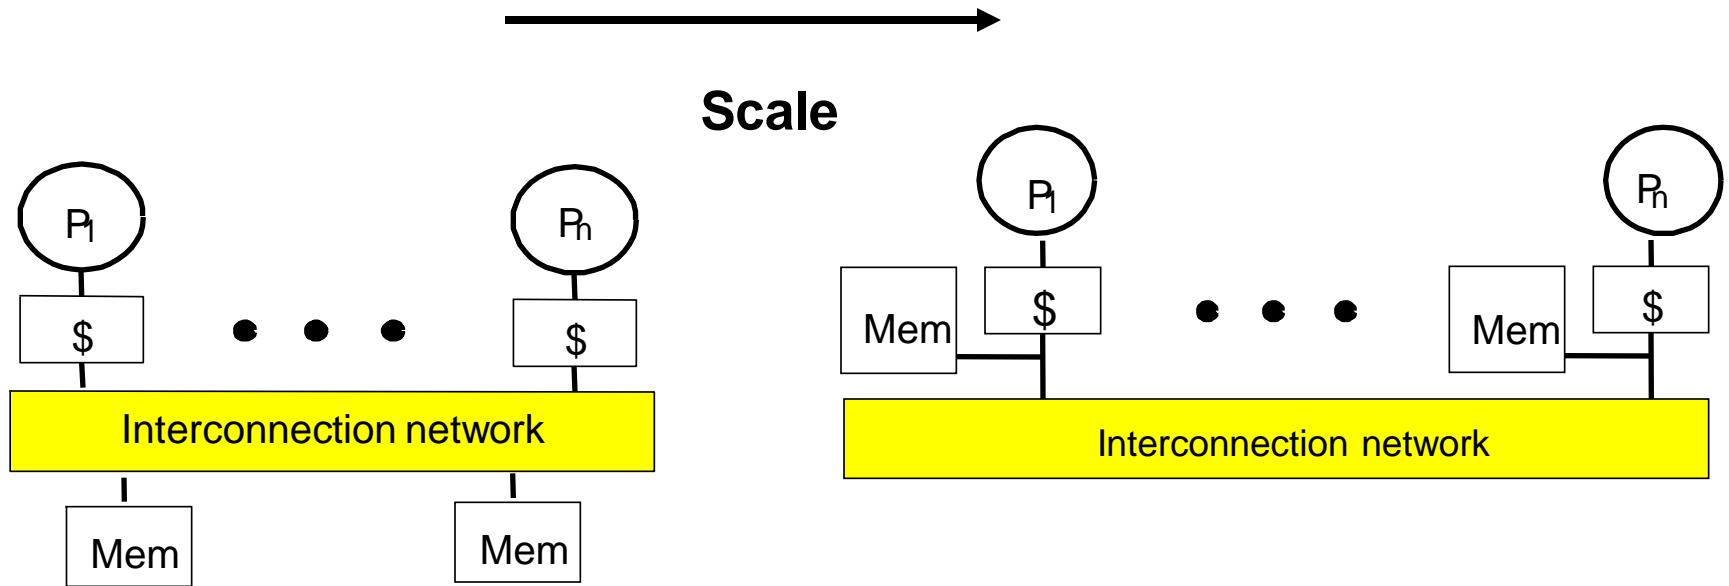 Scale
P1
Pn
$
$
Interconnection network
Mem
Mem
P1
Pn
Mem
$
Mem
$
Interconnection network